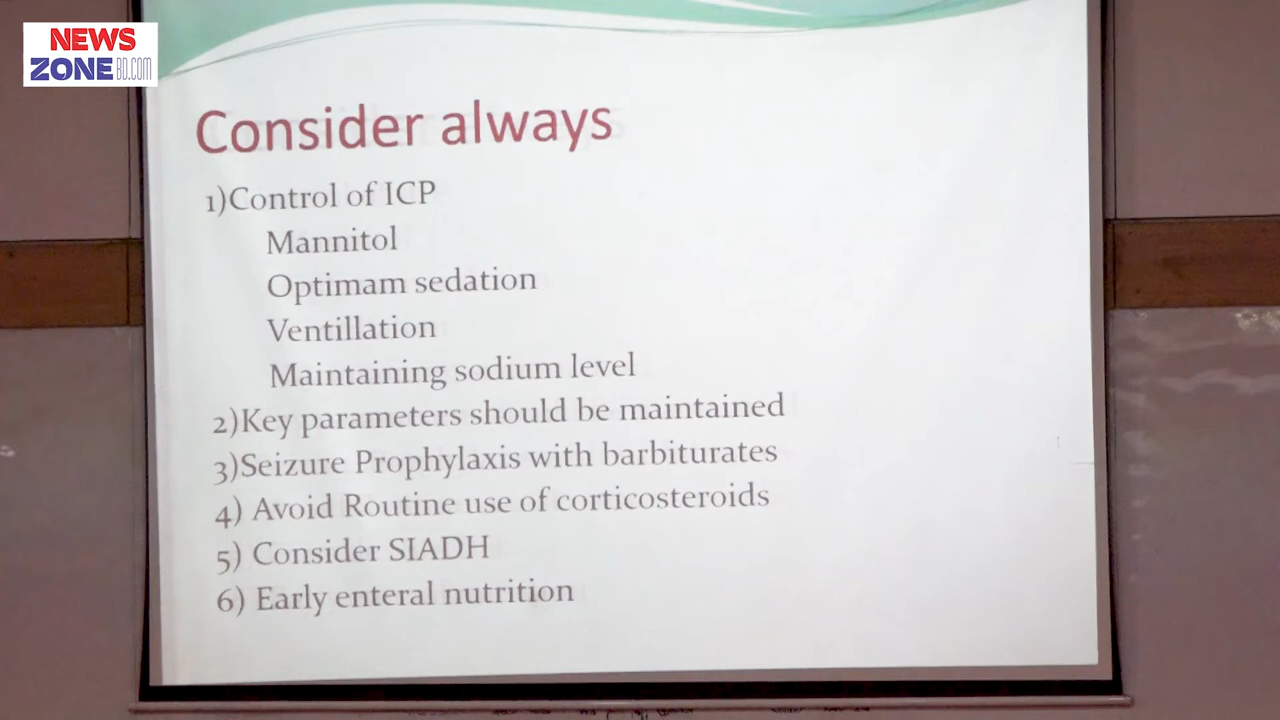 NEWS
ZONEBD.COM
Consider always
1)Control of ICP
Mannitol
Optimam sedation
Ventillation
Maintaining sodium level
2)Key parameters should be maintained
3)Seizure Prophylaxis with barbiturates
4) Avoid Routine use of corticosteroids
5) Consider SIADH
6) Early enteral nutrition